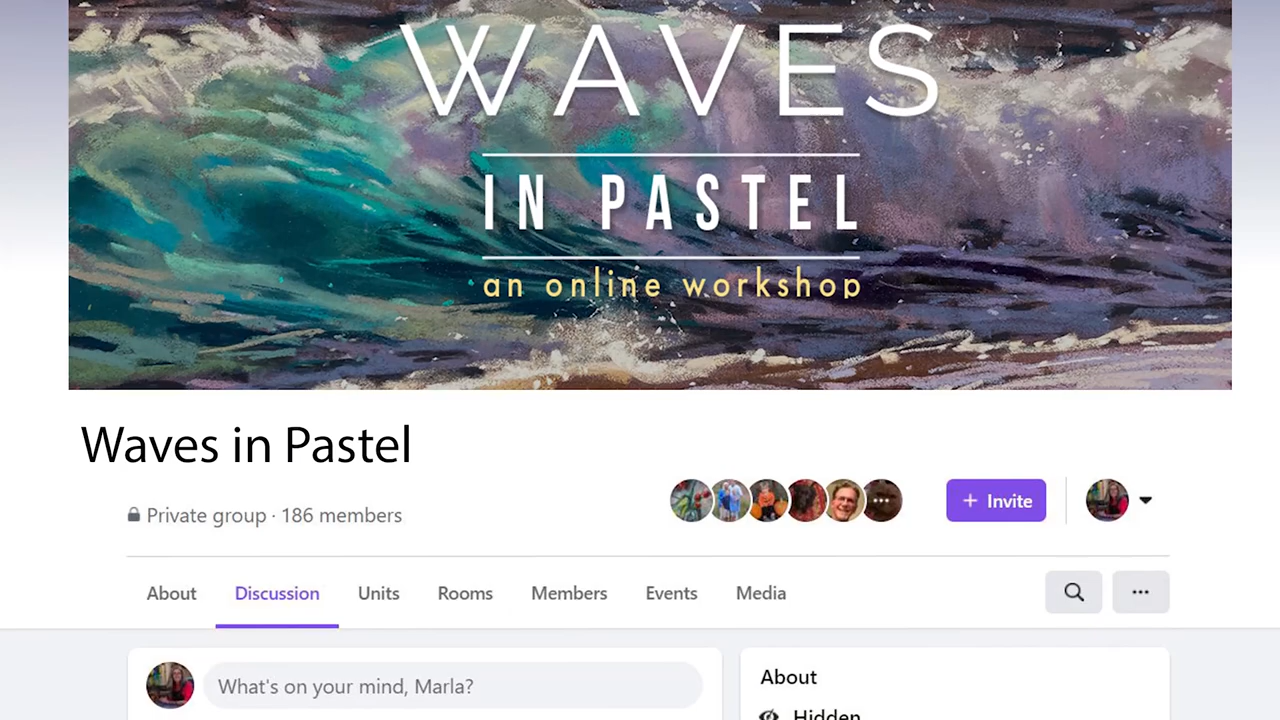 WAVES
IN PASTEL
an online workshop
Waves in Pastel
Private group · 186 members
+ Invite
About Discussion Units Rooms Members Events Media
What's on your mind, Marla?
About
Hidden